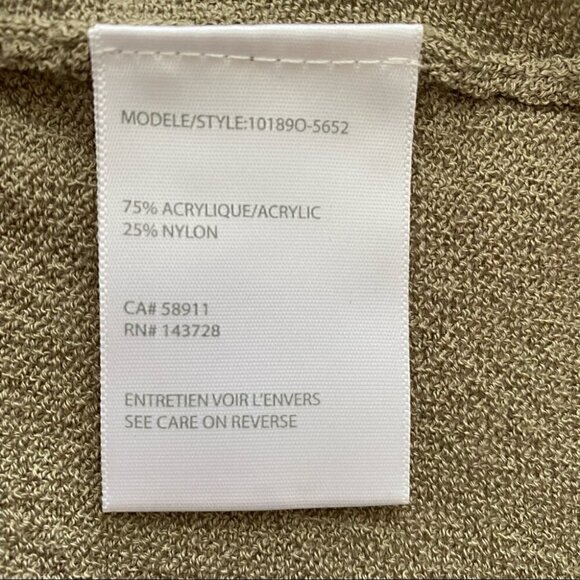 MODELE/STYLE:10189O-5652
75% ACRYLIQUE/ACRYLIC
25% NYLON
CA# 58911
RN# 143728
ENTRETIEN VOIR L'ENVERS
SEE CARE ON REVERSE